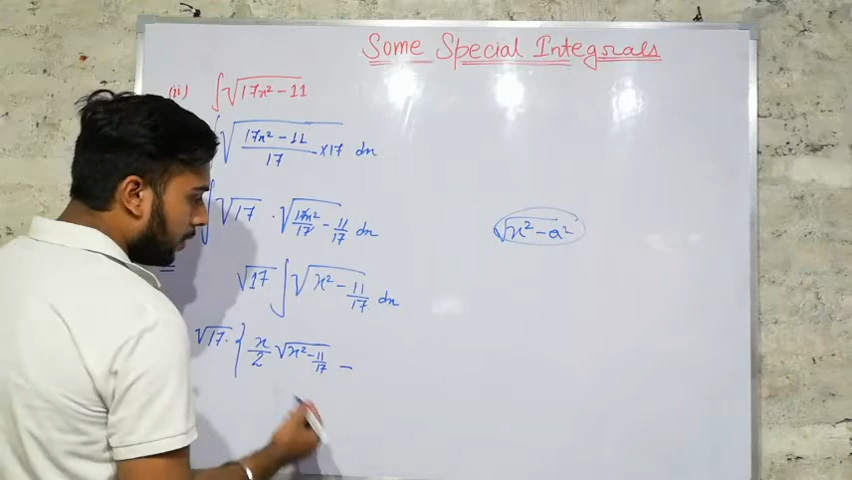 Some Special Integrals
(ii) ∫√(17x² − 11)
∫√((17x² − 11)/17 × 17) dx
∫√17 · √(17x²/17 − 11/17) dx
√(x² − a²)
√17 ∫√(x² − 11/17) dx
√17 · { x/2 √(x² − 11/17) −